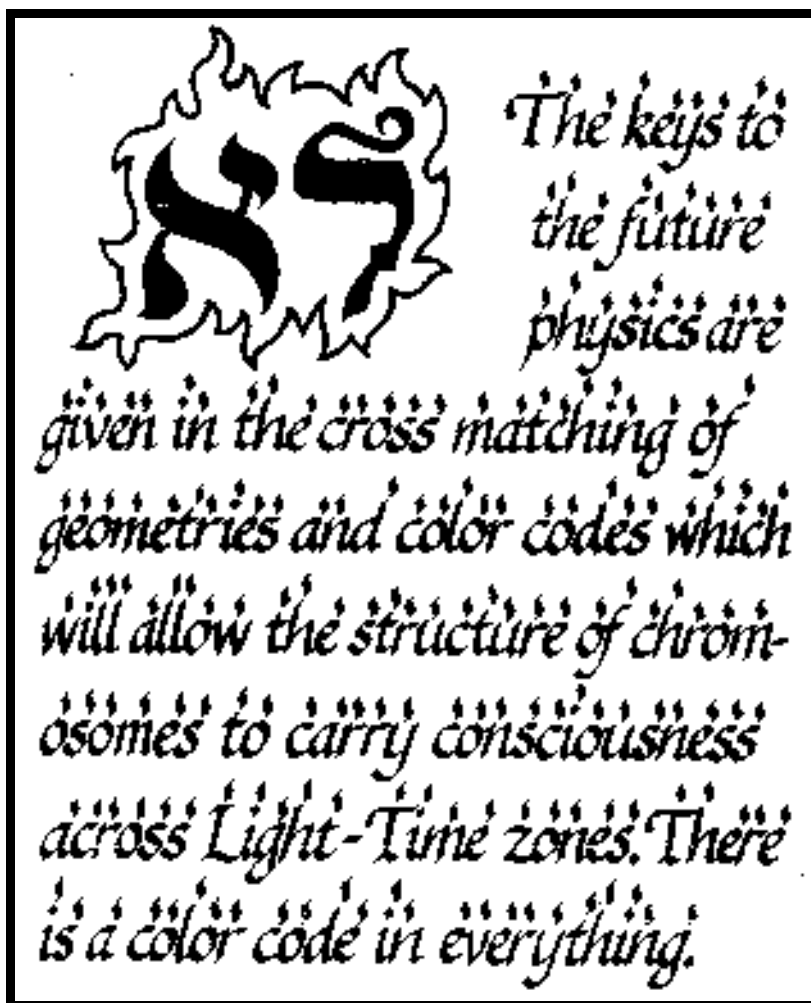 לא
The keys to
the future
physics are
given in the cross matching of
geometries and color codes which
will allow the structure of chrom-
osomes to carry consciousness
across Light-Time zones. There
is a color code in everything.